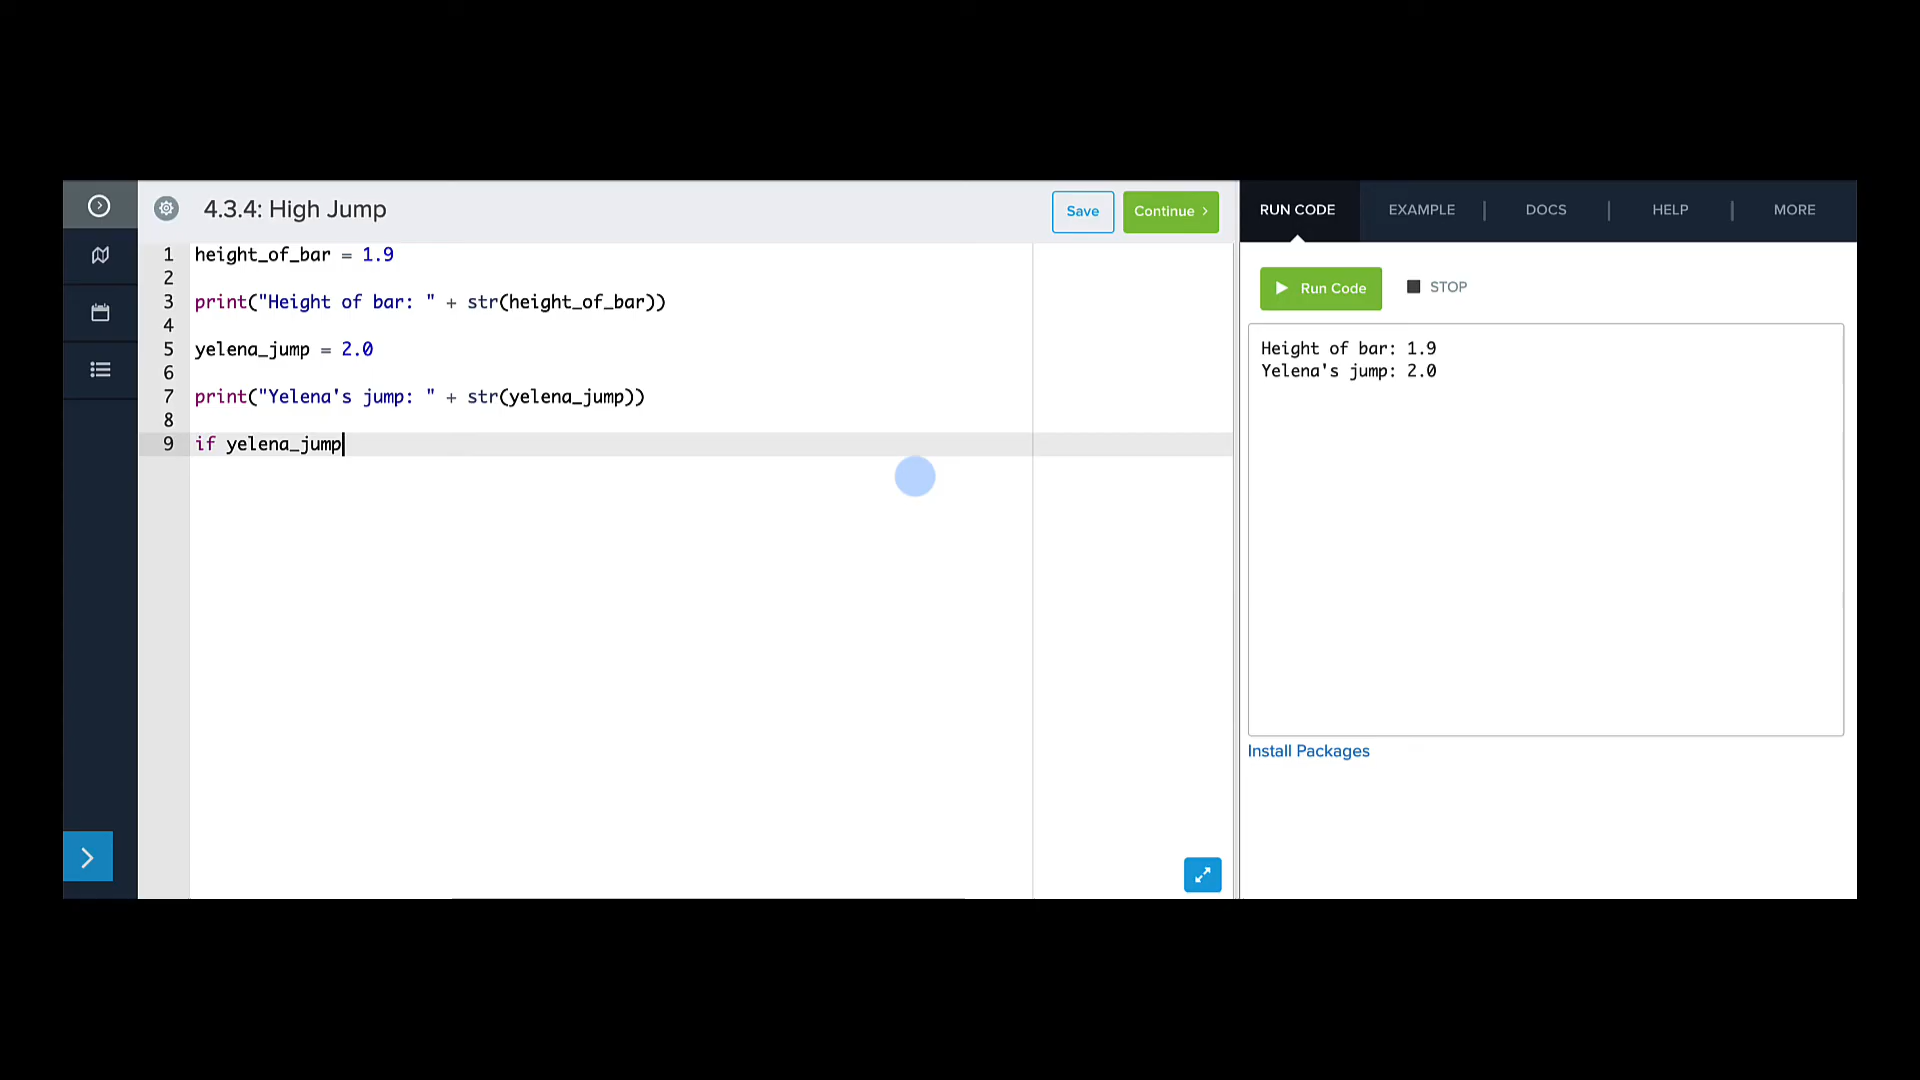 4.3.4: High Jump
Save
Continue
RUN CODE
EXAMPLE
DOCS
HELP
MORE
1 height_of_bar = 1.9
2
3 print("Height of bar: " + str(height_of_bar))
4
5 yelena_jump = 2.0
6
7 print("Yelena's jump: " + str(yelena_jump))
8
9 if yelena_jump
Run Code
STOP
Height of bar: 1.9
Yelena's jump: 2.0
Install Packages